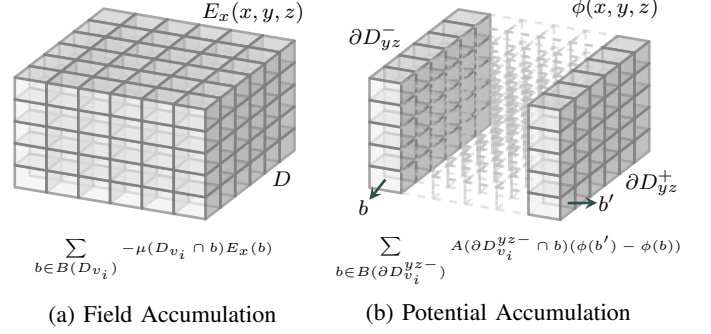 E_x(x, y, z)
D
∑_{b∈B(D_{v_i})} −μ(D_{v_i} ∩ b)E_x(b)
(a) Field Accumulation
ϕ(x, y, z)
∂D^−_{yz}
∂D^+_{yz}
b
b′
∑_{b∈B(∂D^{yz−}_{v_i})} A(∂D^{yz−}_{v_i} ∩ b)(ϕ(b′) − ϕ(b))
(b) Potential Accumulation